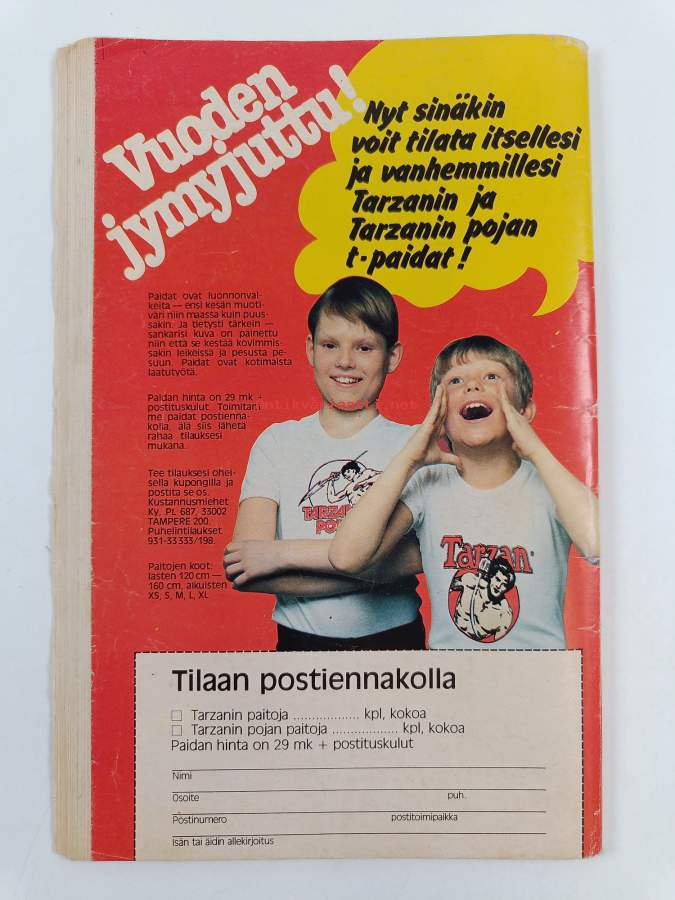 Vuoden
jymyjuttu!
Nyt sinäkin
voit tilata itsellesi
ja vanhemmillesi
Tarzanin ja
Tarzanin pojan
t-paidat!
Paidat ovat luonnonval-
keita — ensi kesän muoti-
väri niin maassa kuin puus-
sakin. Ja tietysti tärkein —
sankarisi kuva on painettu
niin että se kestää kovimmis-
sakin leikeissä ja pesusta pe-
suun. Paidat ovat kotimaista
laatutyötä.
Paidan hinta on 29 mk +
postituskulut. Toimitam-
me paidat postienna-
kolla, älä siis lähetä
rahaa tilauksesi
mukana.
Tee tilauksesi ohei-
sella kupongilla ja
postita se os.
Kustannusmiehet
Ky, PL 687, 33002
TAMPERE 200.
Puhelintilaukset
931-33333/198.
Paitojen koot:
lasten 120 cm —
160 cm, aikuisten
XS, S, M, L, XL
TARZANIN
Tarzan
Tilaan postiennakolla
Tarzanin paitoja .................. kpl, kokoa
Tarzanin pojan paitoja .................. kpl, kokoa
Paidan hinta on 29 mk + postituskulut
Nimi
Osoite puh.
Postinumero postitoimipaikka
Isän tai äidin allekirjoitus